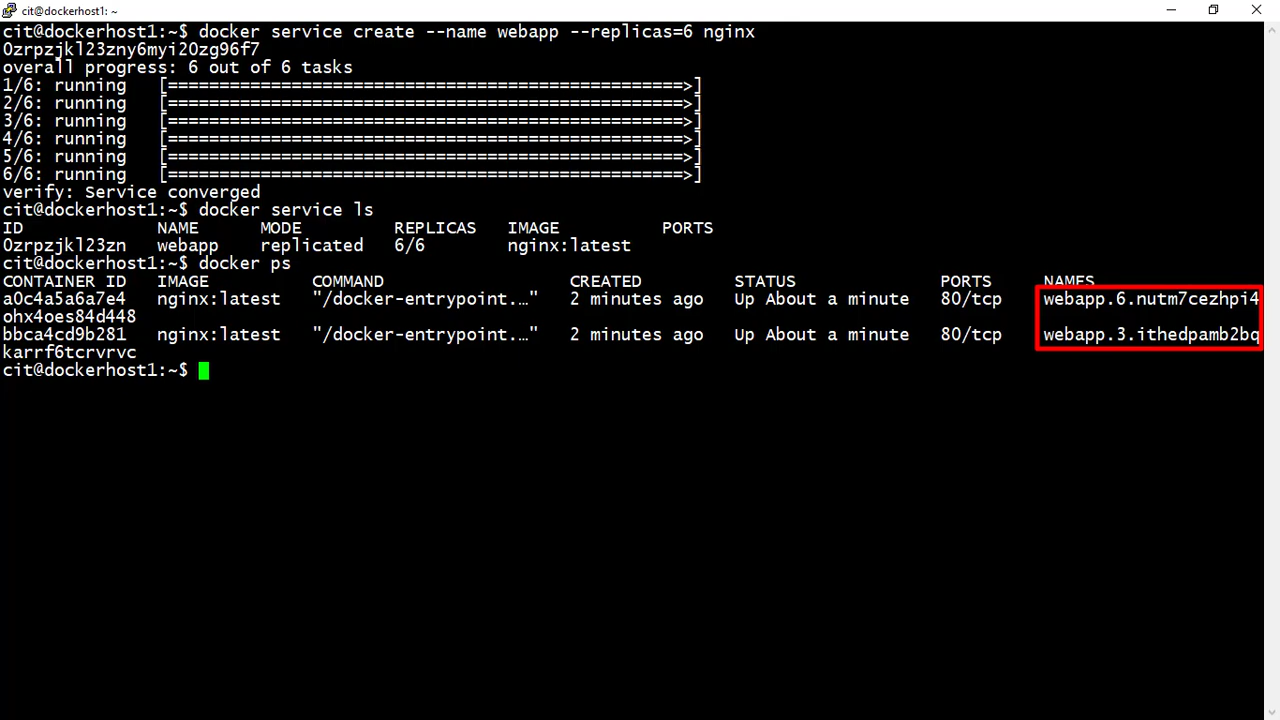 cit@dockerhost1: ~
cit@dockerhost1:~$ docker service create --name webapp --replicas=6 nginx
0zrpzjkl23zny6myi20zg96f7
overall progress: 6 out of 6 tasks
1/6: running   [==================================================>]
2/6: running   [==================================================>]
3/6: running   [==================================================>]
4/6: running   [==================================================>]
5/6: running   [==================================================>]
6/6: running   [==================================================>]
verify: Service converged
cit@dockerhost1:~$ docker service ls
ID             NAME      MODE         REPLICAS   IMAGE          PORTS
0zrpzjkl23zn   webapp    replicated   6/6        nginx:latest
cit@dockerhost1:~$ docker ps
CONTAINER ID   IMAGE          COMMAND                  CREATED         STATUS              PORTS     NAMES
a0c4a5a6a7e4   nginx:latest   "/docker-entrypoint.…"   2 minutes ago   Up About a minute   80/tcp    webapp.6.nutm7cezhpi4
ohx4oes84d448
bbca4cd9b281   nginx:latest   "/docker-entrypoint.…"   2 minutes ago   Up About a minute   80/tcp    webapp.3.ithedpamb2bq
karrf6tcrvrvc
cit@dockerhost1:~$